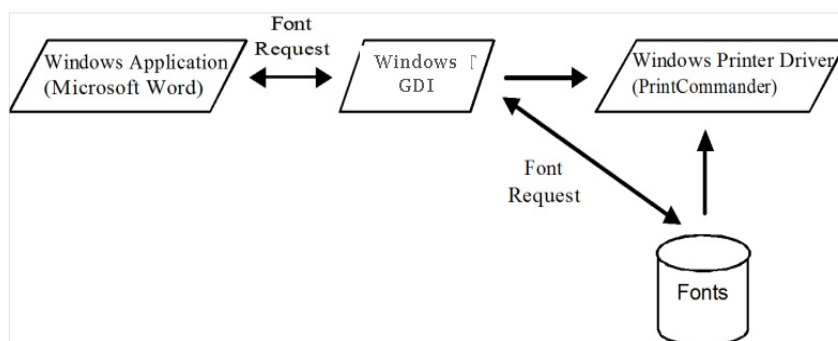 Font
Request
Windows Application
(Microsoft Word)
Windows
GDI
Windows Printer Driver
(PrintCommander)
Font
Request
Fonts